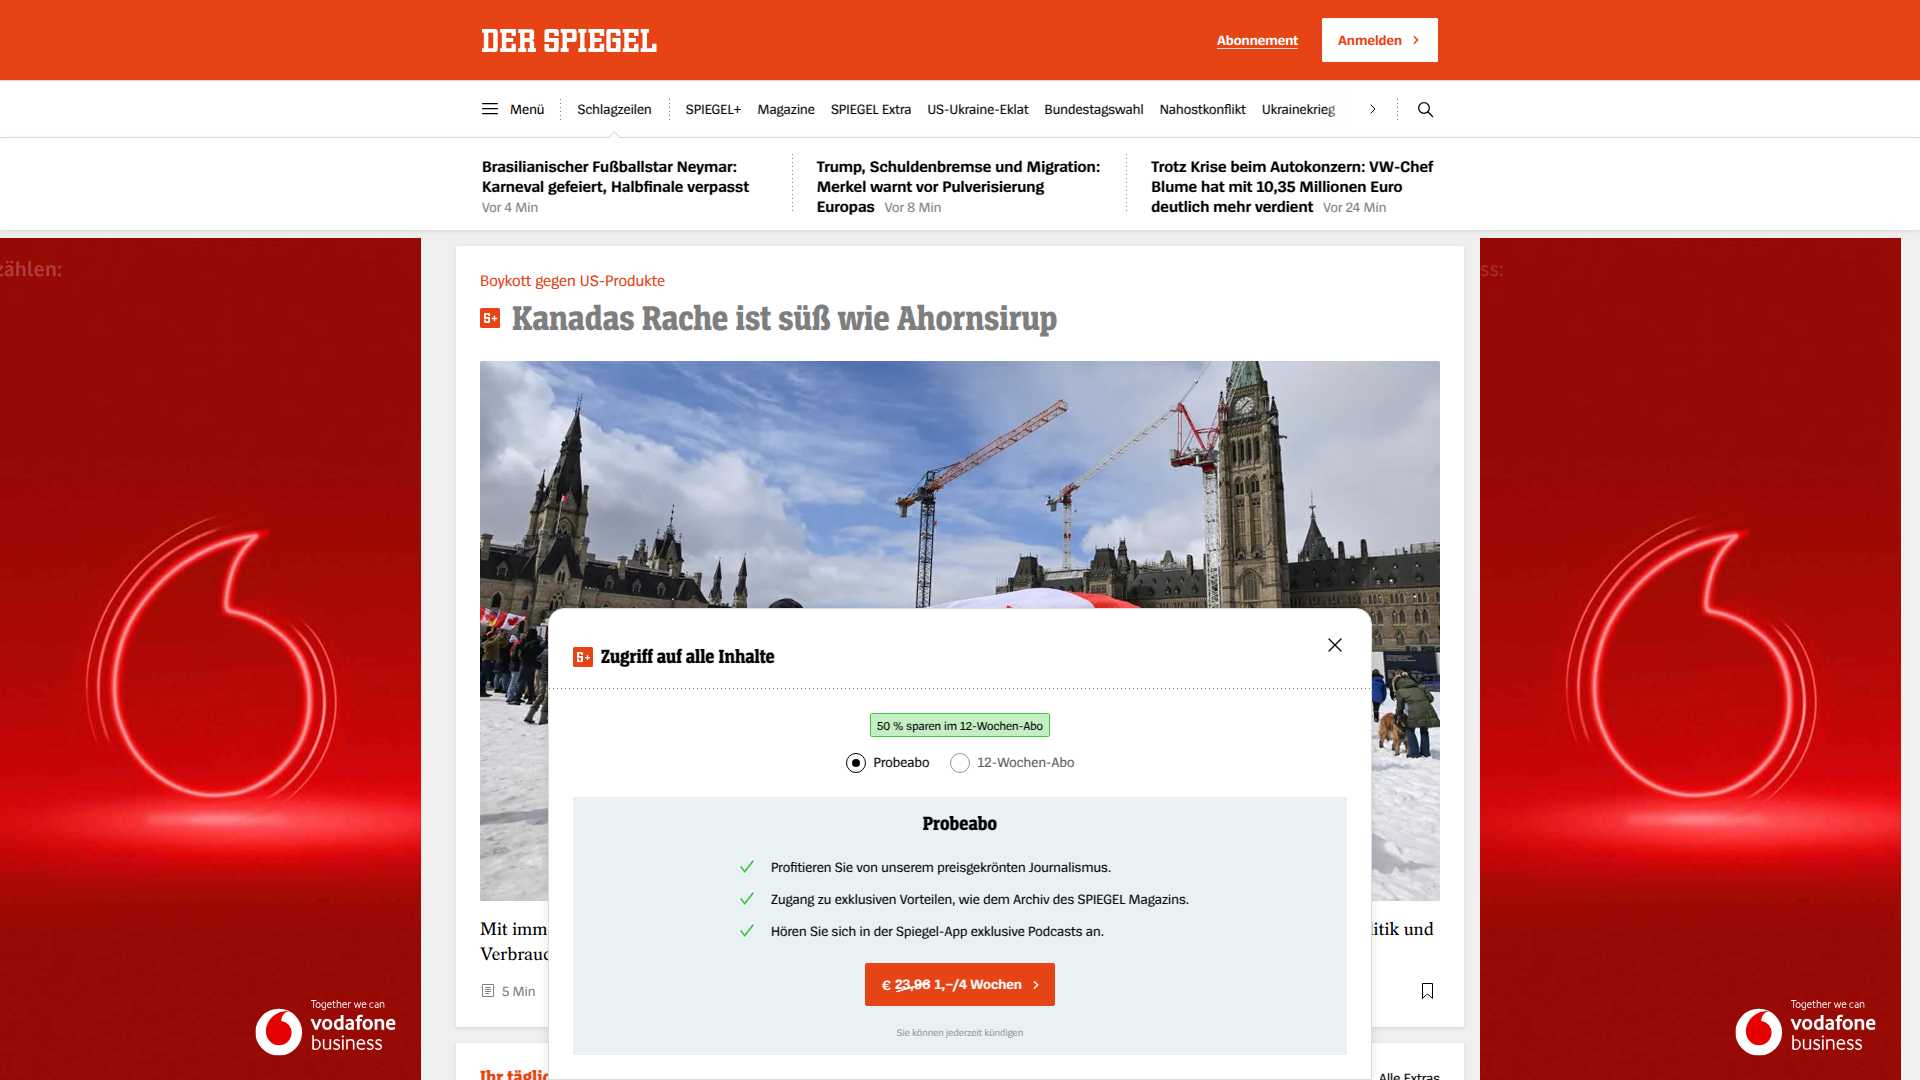 DER SPIEGEL
Abonnement
Anmelden
Menü
Schlagzeilen
SPIEGEL+
Magazine
SPIEGEL Extra
US-Ukraine-Eklat
Bundestagswahl
Nahostkonflikt
Ukrainekrieg
Brasilianischer Fußballstar Neymar:
Karneval gefeiert, Halbfinale verpasst
Vor 4 Min
Trump, Schuldenbremse und Migration:
Merkel warnt vor Pulverisierung
Europas Vor 8 Min
Trotz Krise beim Autokonzern: VW-Chef
Blume hat mit 10,35 Millionen Euro
deutlich mehr verdient Vor 24 Min
zählen:
ss:
Boykott gegen US-Produkte
Kanadas Rache ist süß wie Ahornsirup
Zugriff auf alle Inhalte
50 % sparen im 12-Wochen-Abo
Probeabo
12-Wochen-Abo
Probeabo
Profitieren Sie von unserem preisgekrönten Journalismus.
Zugang zu exklusiven Vorteilen, wie dem Archiv des SPIEGEL Magazins.
Hören Sie sich in der Spiegel-App exklusive Podcasts an.
€ 23,96 1,–/4 Wochen
Sie können jederzeit kündigen
Mit imm
itik und
Verbrauc
5 Min
Together we can
vodafone
business
Together we can
vodafone
business
Ihr täglic
Alle Extras